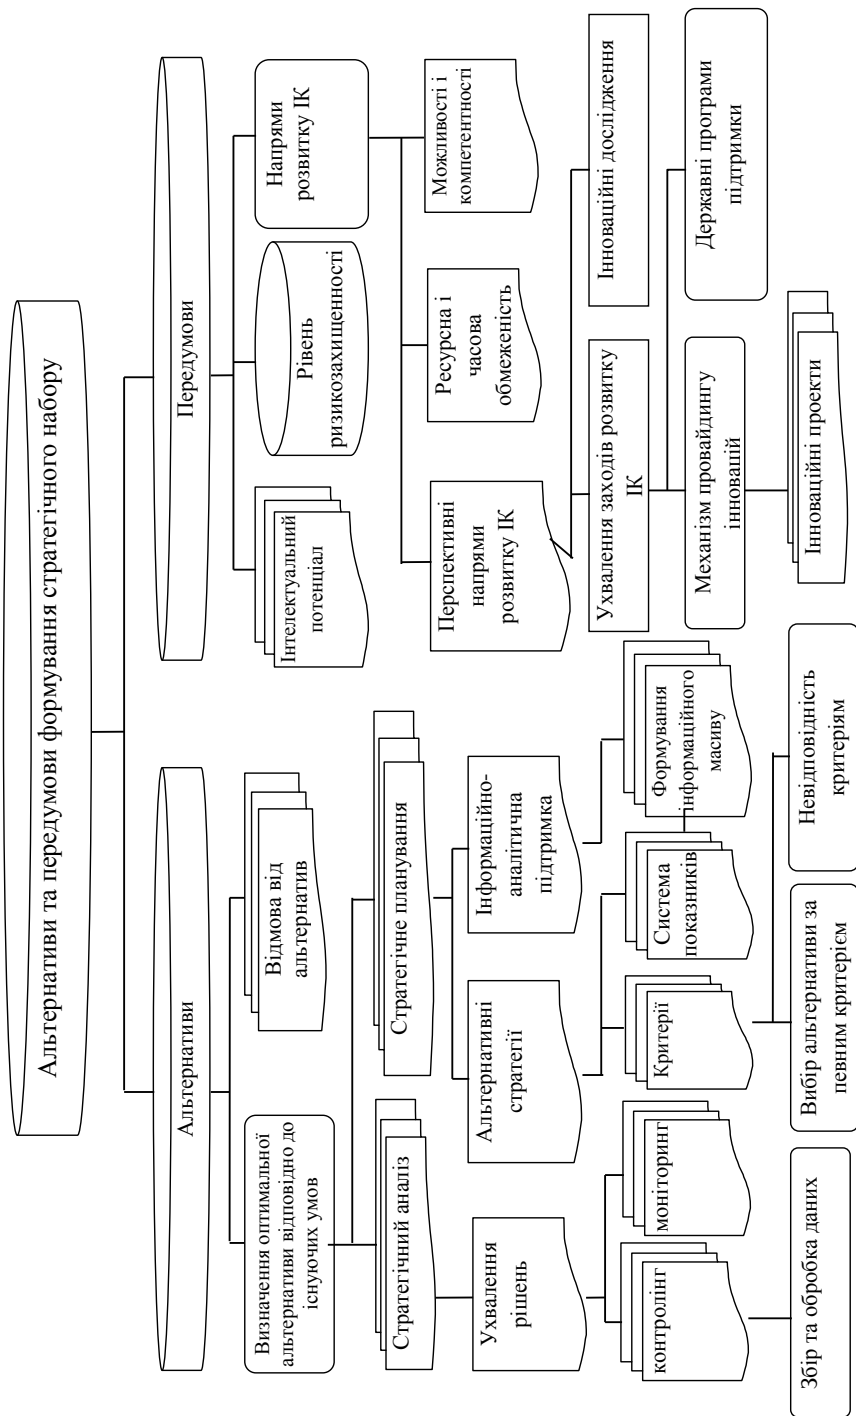 Альтернативи та передумови формування стратегічного набору
Альтернативи
Передумови
Визначення оптимальної
альтернативи відповідно до
існуючих умов
Відмова від
альтернатив
Інтелектуальний
потенціал
Рівень
ризикозахищенності
Напрями
розвитку ІК
Стратегічний аналіз
Стратегічне планування
Перспективні
напрями
розвитку ІК
Ресурсна і
часова
обмеженість
Можливості і
компетентності
Ухвалення
рішень
Альтернативні
стратегії
Інформаційно-
аналітична
підтримка
Ухвалення заходів розвитку
ІК
Інноваційні дослідження
контролінг
моніторинг
Критерії
Система
показників
Формування
інформаційного
масиву
Механізм провайдингу
інновацій
Державні програми
підтримки
Збір та обробка даних
Вибір альтернативи за
певним критерієм
Невідповідність
критеріям
Інноваційні проекти